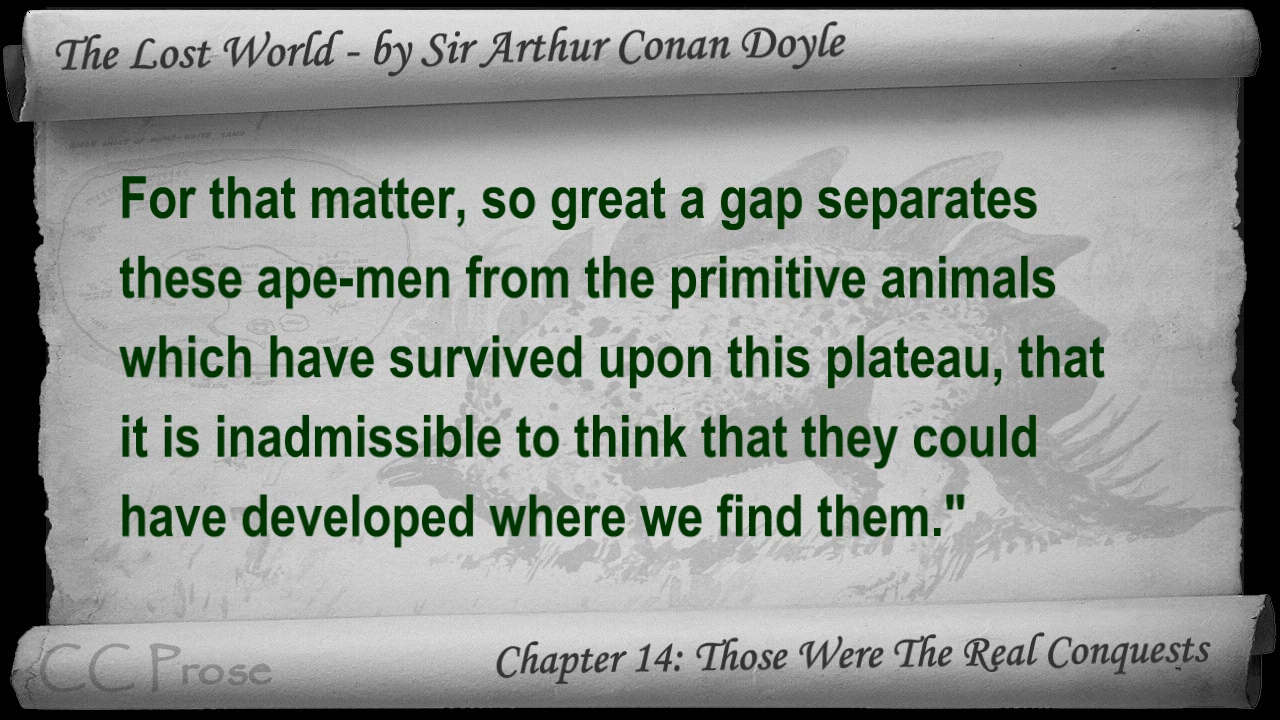 The Lost World - by Sir Arthur Conan Doyle
For that matter, so great a gap separates
these ape-men from the primitive animals
which have survived upon this plateau, that
it is inadmissible to think that they could
have developed where we find them."
CC Prose
Chapter 14: Those Were The Real Conquests